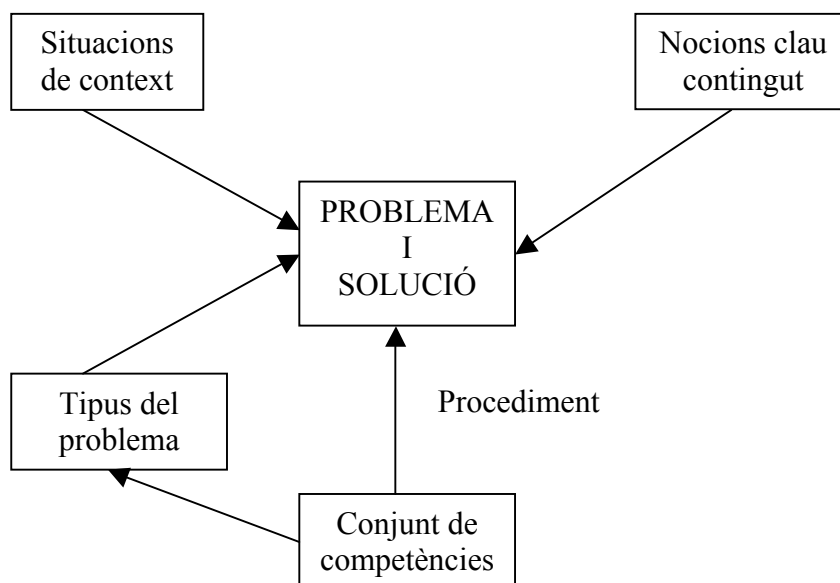 Situacions
de context
Nocions clau
contingut
PROBLEMA
I
SOLUCIÓ
Tipus del
problema
Procediment
Conjunt de
competències